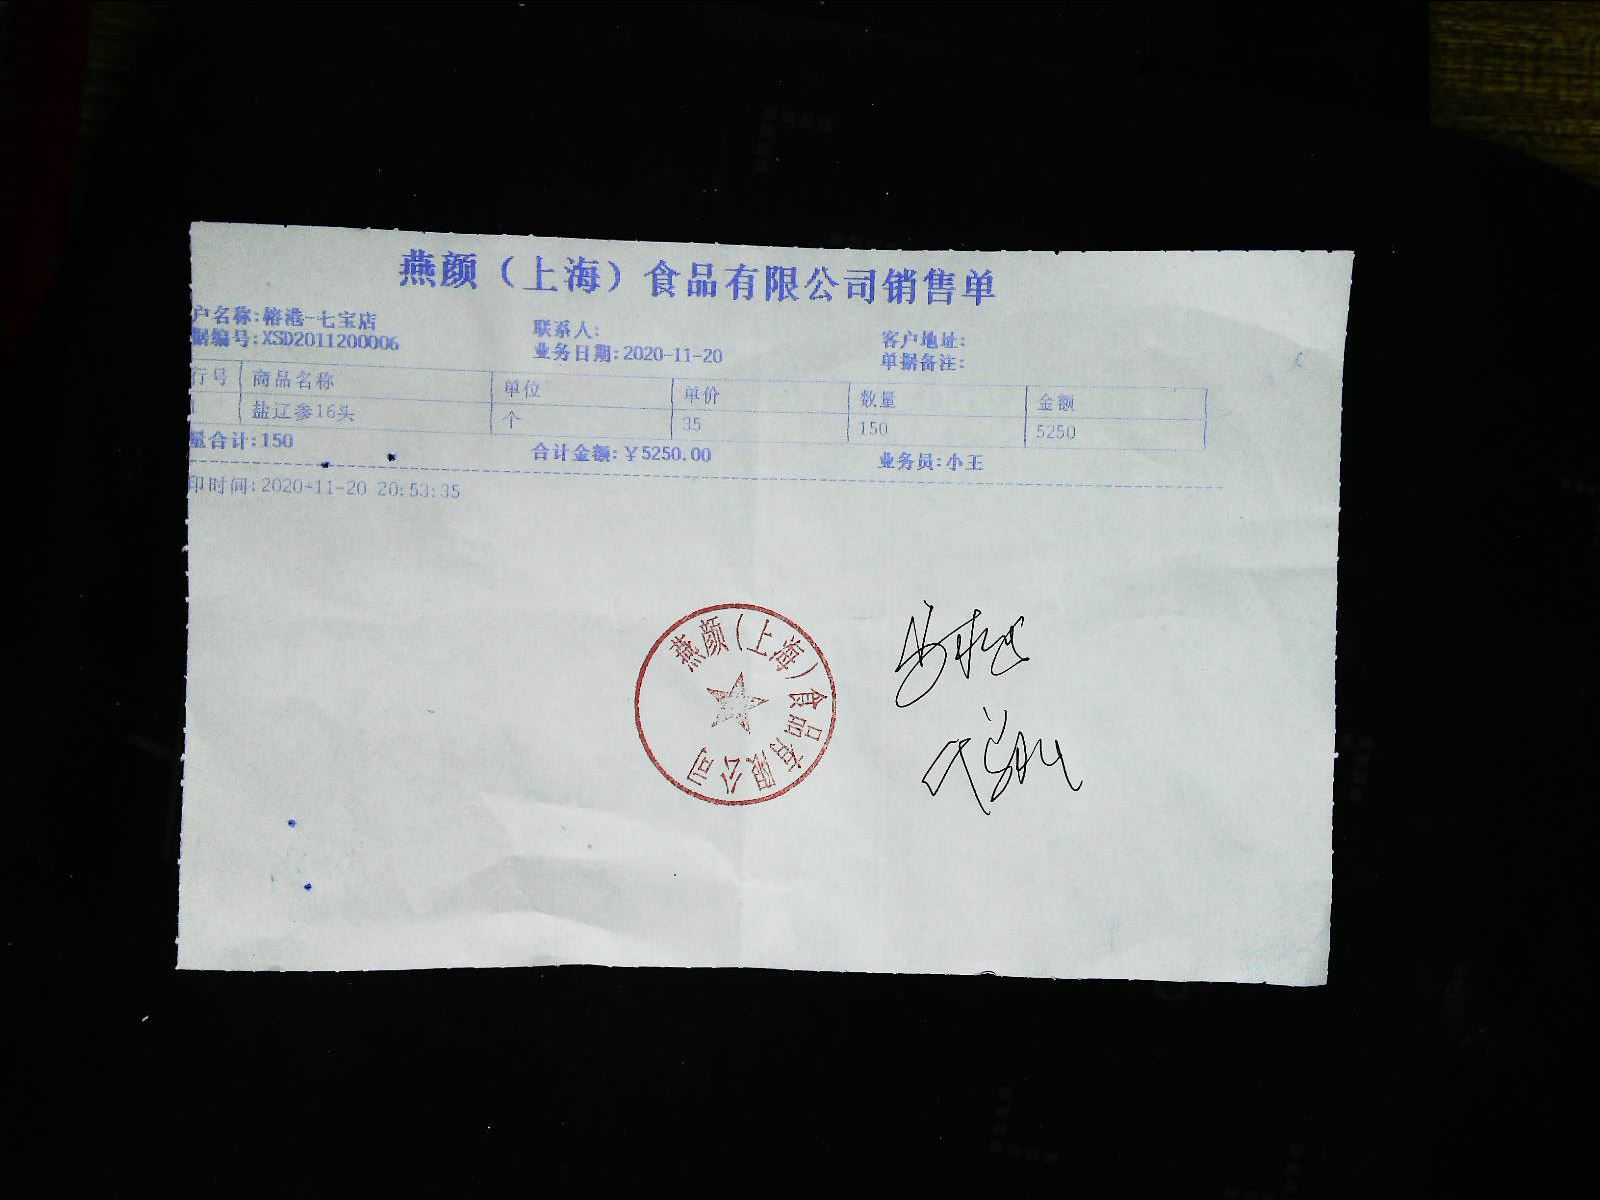 燕颜（上海）食品有限公司销售单
户名称:榕港-七宝店 联系人: 客户地址:
据编号:XSD2011200006 业务日期:2020-11-20 单据备注:
行号 商品名称 单位 单价 数量 金额
1 盐辽参16头 个 35 150 5250
量合计:150 合计金额:￥5250.00 业务员:小王
印时间:2020-11-20 20:53:35
燕颜（上海）食品有限公司